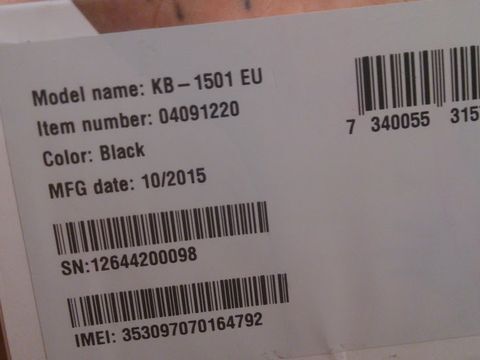 Model name: KB-1501 EU
Item number: 04091220
Color: Black
MFG date: 10/2015
SN:12644200098
IMEI: 353097070164792
7 340055 315